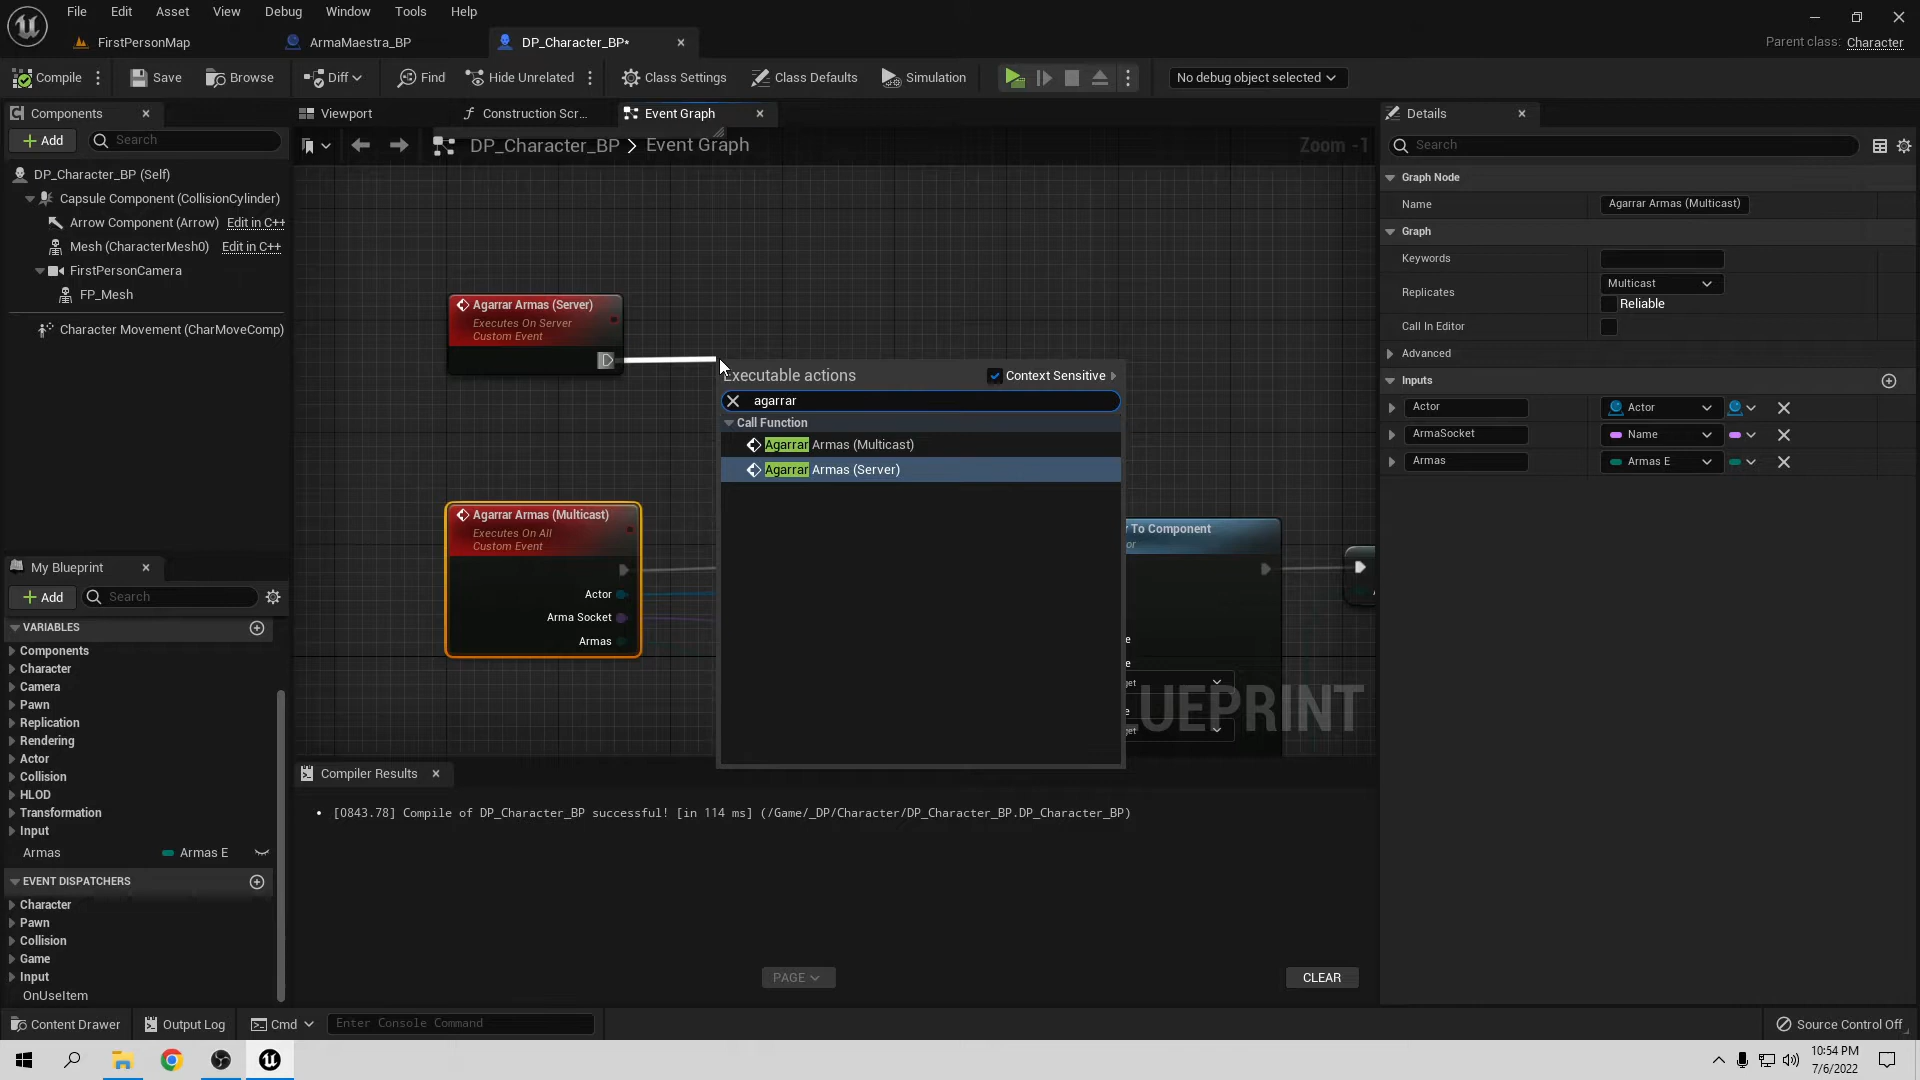 File Edit Asset View Debug Window Tools Help
FirstPersonMap ArmaMaestra_BP DP_Character_BP*
Parent class: Character
Compile Save Browse Diff Find Hide Unrelated Class Settings Class Defaults Simulation No debug object selected
Components Viewport Construction Scr... Event Graph Details
Add Search
DP_Character_BP > Event Graph Zoom -1
Search
DP_Character_BP (Self)
Capsule Component (CollisionCylinder)
Arrow Component (Arrow) Edit in C++
Mesh (CharacterMesh0) Edit in C++
FirstPersonCamera
FP_Mesh
Character Movement (CharMoveComp)
My Blueprint
Add Search
VARIABLES
Components
Character
Camera
Pawn
Replication
Rendering
Actor
Collision
HLOD
Transformation
Input
Armas Armas E
EVENT DISPATCHERS
Character
Pawn
Collision
Game
Input
OnUseItem
Agarrar Armas (Server)
Executes On Server
Custom Event
Agarrar Armas (Multicast)
Executes On All
Custom Event
Actor
Arma Socket
Armas
Executable actions Context Sensitive
agarrar
Call Function
Agarrar Armas (Multicast)
Agarrar Armas (Server)
To Component
BLUEPRINT
Compiler Results
[0843.78] Compile of DP_Character_BP successful! [in 114 ms] (/Game/_DP/Character/DP_Character_BP.DP_Character_BP)
PAGE CLEAR
Graph Node
Name Agarrar Armas (Multicast)
Graph
Keywords
Replicates Multicast
Reliable
Call In Editor
Advanced
Inputs
Actor Actor
ArmaSocket Name
Armas Armas E
Content Drawer Output Log Cmd Enter Console Command Source Control Off
10:54 PM
7/6/2022